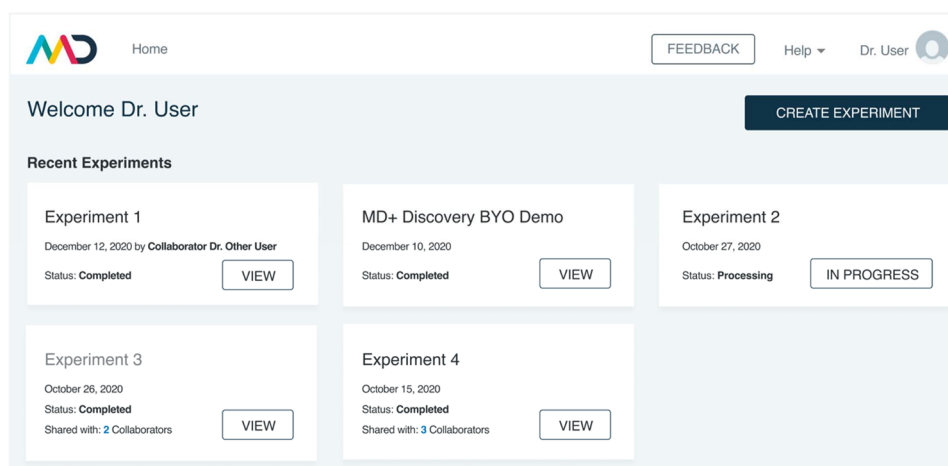 MD Home FEEDBACK Help Dr. User
Welcome Dr. User
CREATE EXPERIMENT
Recent Experiments
Experiment 1
December 12, 2020 by Collaborator Dr. Other User
Status: Completed
VIEW
MD+ Discovery BYO Demo
December 10, 2020
Status: Completed
VIEW
Experiment 2
October 27, 2020
Status: Processing
IN PROGRESS
Experiment 3
October 26, 2020
Status: Completed
Shared with: 2 Collaborators
VIEW
Experiment 4
October 15, 2020
Status: Completed
Shared with: 3 Collaborators
VIEW